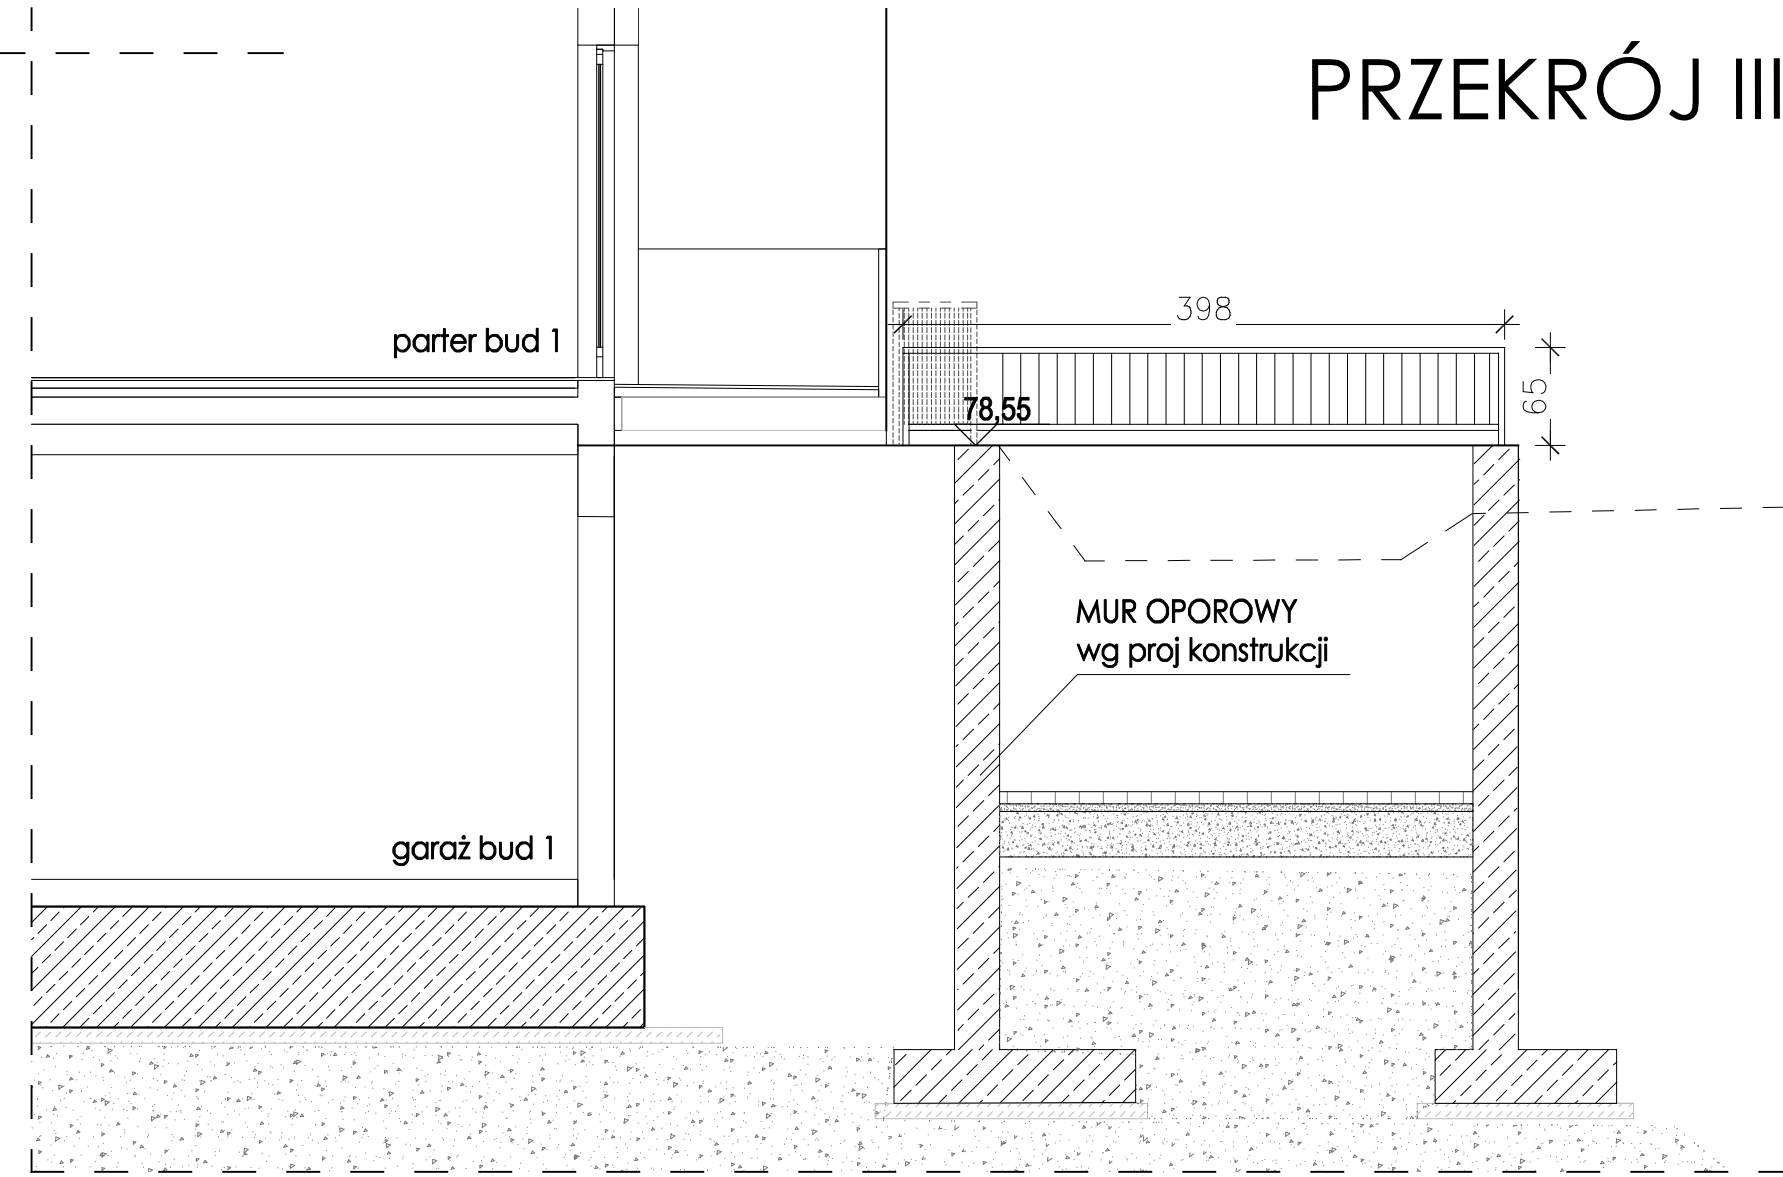 PRZEKRÓJ III
398
parter bud 1
65
78,55
MUR OPOROWY
wg proj konstrukcji
garaż bud 1